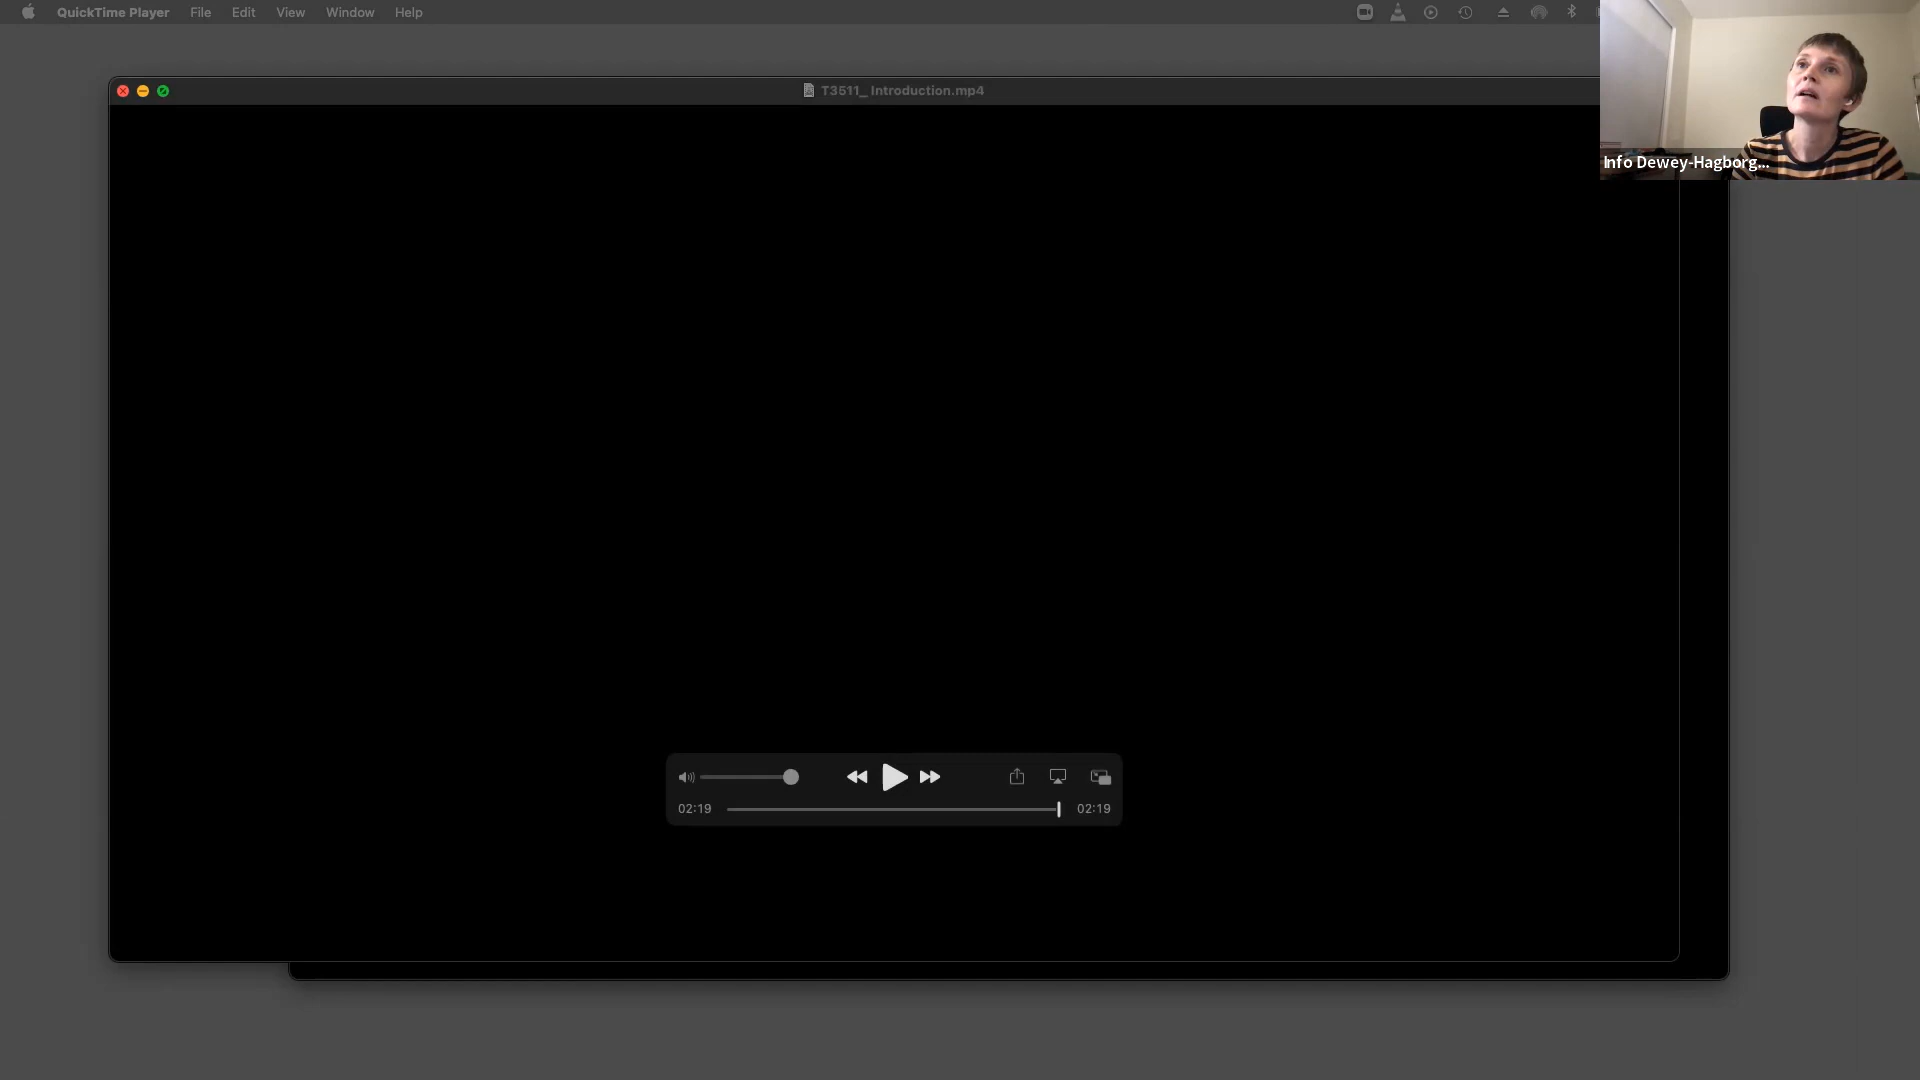 QuickTime Player File Edit View Window Help
T3511_ Introduction.mp4
Info Dewey-Hagborg...
02:19 02:19